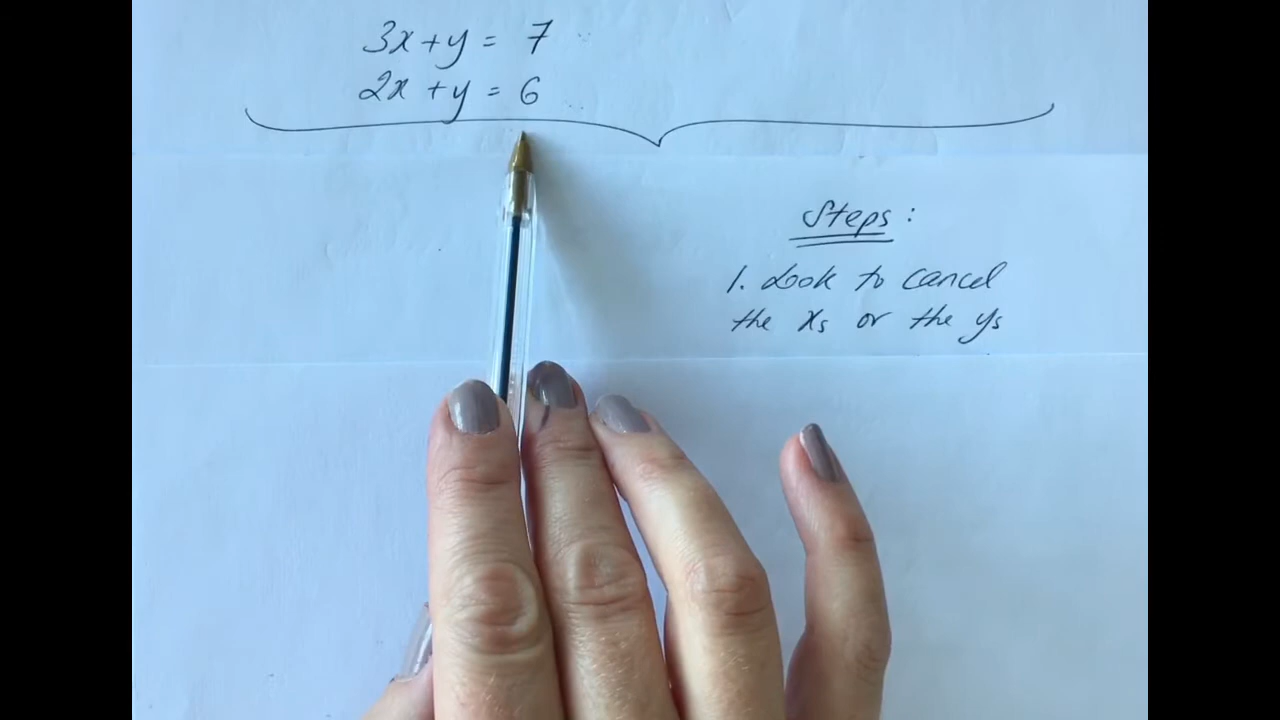 3x+y = 7
2x +y = 6
Steps:
1. Look to cancel
the xs or the ys